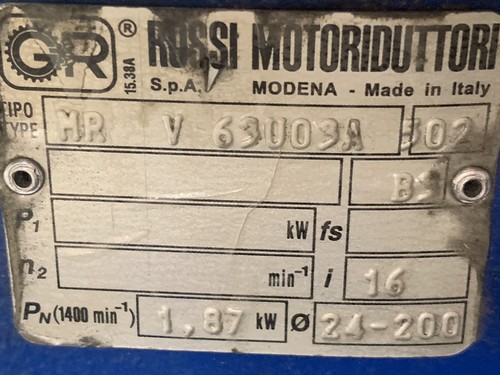 GR ® 15.38A ROSSI MOTORIDUTTORI
S.p.A. MODENA - Made in Italy
TIPO
TYPE MR V 63U03A 302
P1 kW fs
n2 min-1 i 16
PN (1400 min-1) 1,87 kW Ø 24-200